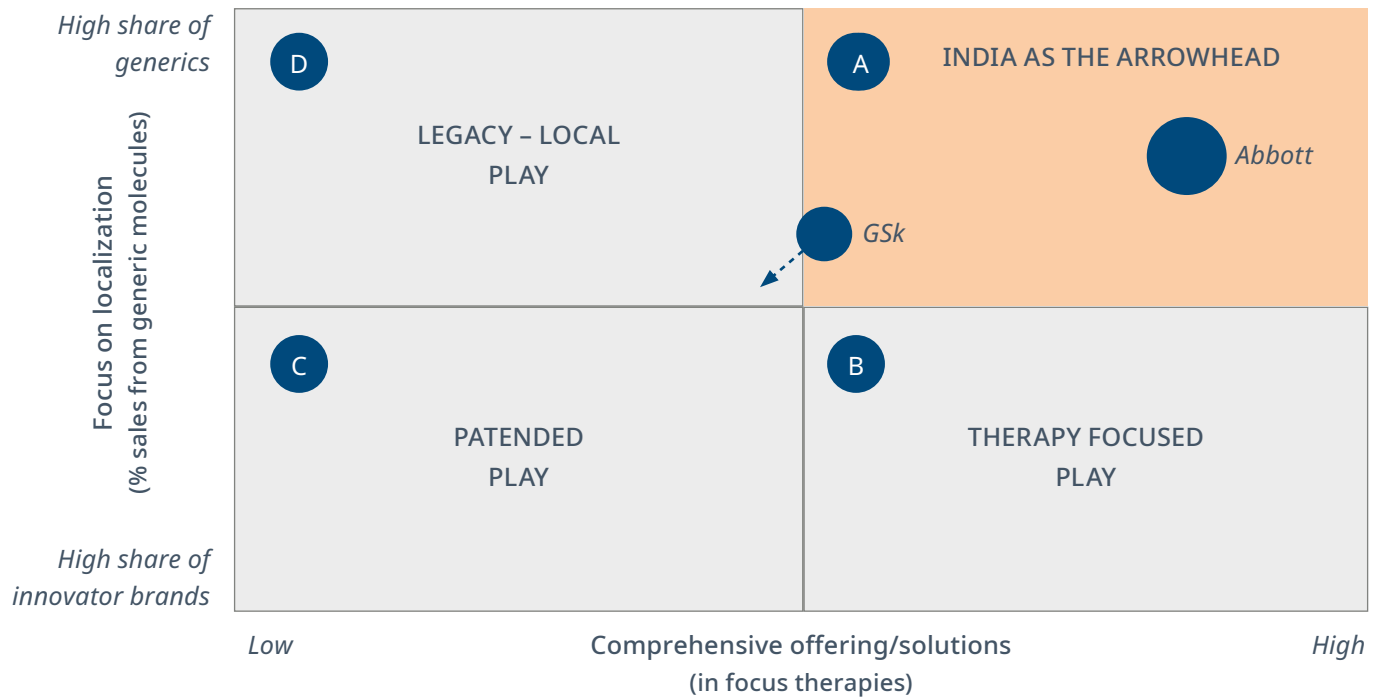 High share of
generics
D
A
INDIA AS THE ARROWHEAD
LEGACY – LOCAL
PLAY
Abbott
GSk
Focus on localization
(% sales from generic molecules)
C
B
PATENDED
PLAY
THERAPY FOCUSED
PLAY
High share of
innovator brands
Low
Comprehensive offering/solutions
(in focus therapies)
High